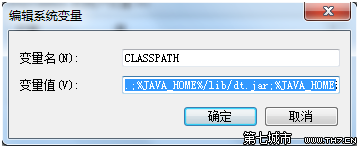 编辑系统变量
变量名(N):
CLASSPATH
变量值(V):
.;%JAVA_HOME%/lib/dt.jar;%JAVA_HOME%
确定
取消
第七城市 WWW.TH7.CN